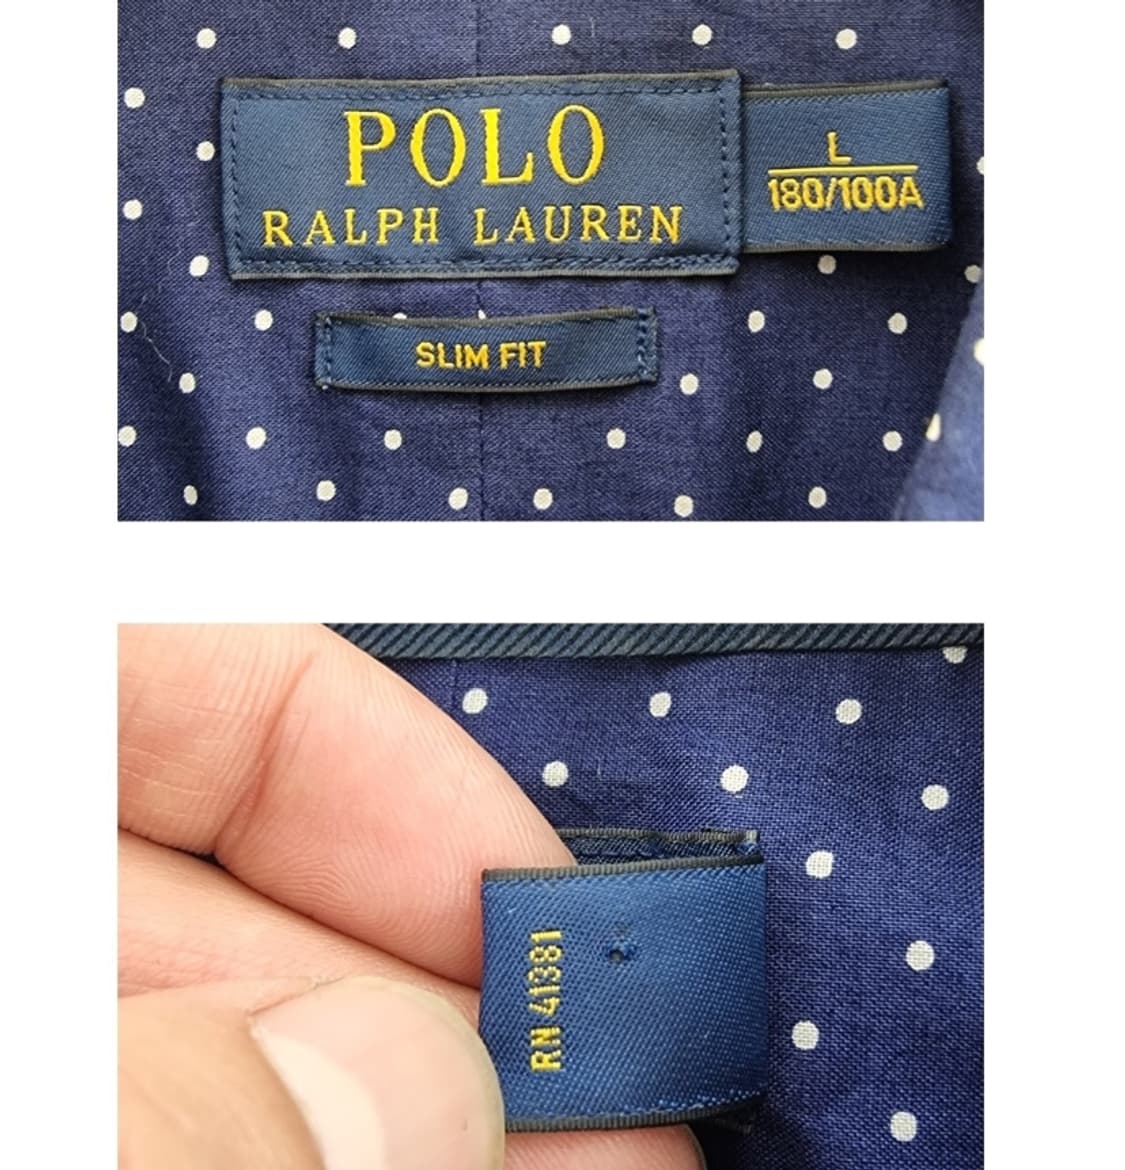 POLO
RALPH LAUREN
L
180/100A
SLIM FIT
RN 41381